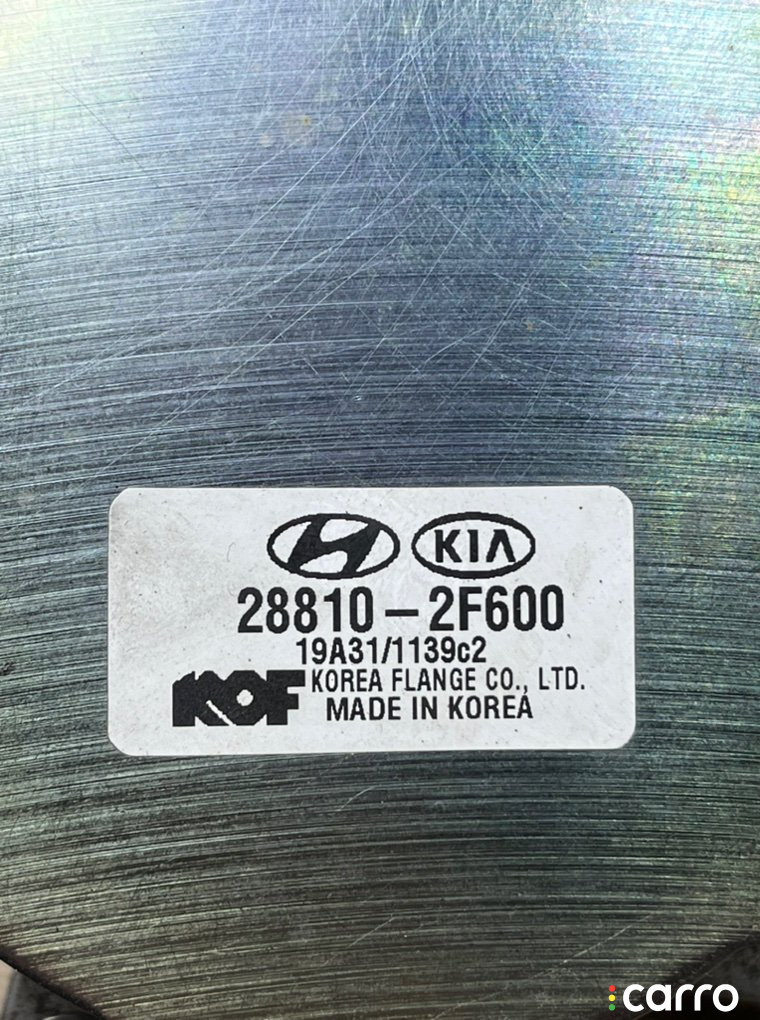 KIA
28810-2F600
19A31/1139c2
KOF KOREA FLANGE CO., LTD.
MADE IN KOREA
carro